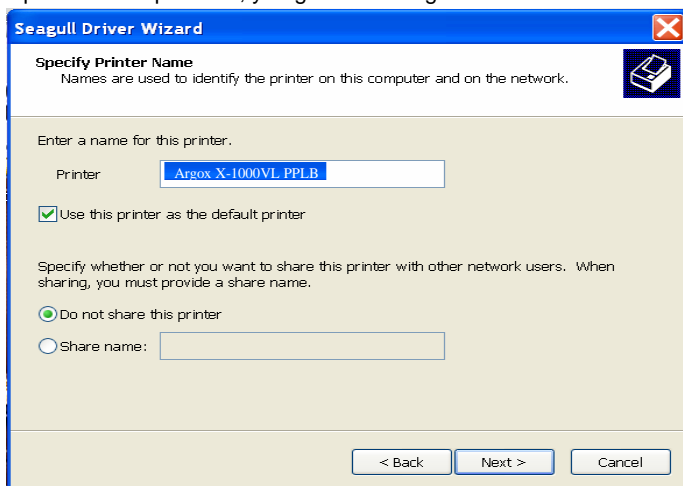 Seagull Driver Wizard
Specify Printer Name
Names are used to identify the printer on this computer and on the network.
Enter a name for this printer.
Printer Argox X-1000VL PPLB
Use this printer as the default printer
Specify whether or not you want to share this printer with other network users. When
sharing, you must provide a share name.
Do not share this printer
Share name:
< Back Next > Cancel